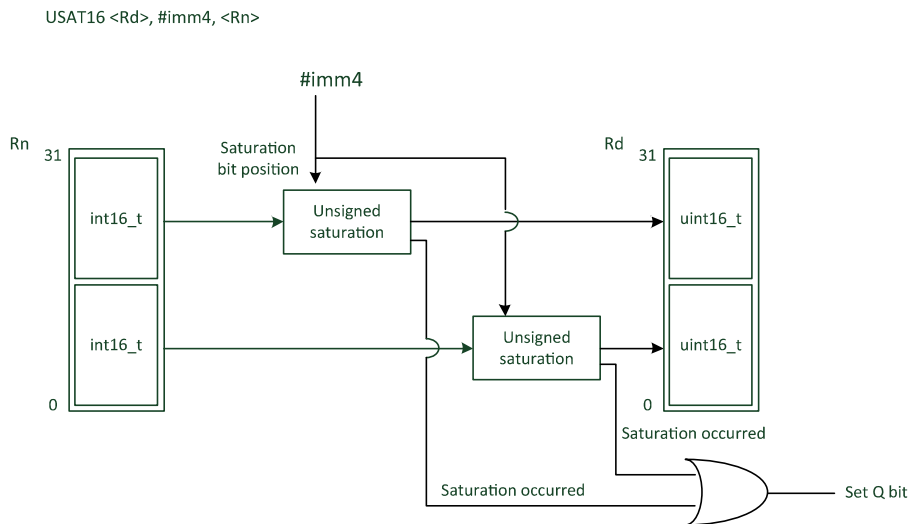 USAT16 <Rd>, #imm4, <Rn>
#imm4
Rn
31
Saturation
bit position
Rd
31
int16_t
Unsigned
saturation
uint16_t
int16_t
Unsigned
saturation
uint16_t
0
0
Saturation occurred
Saturation occurred
Set Q bit